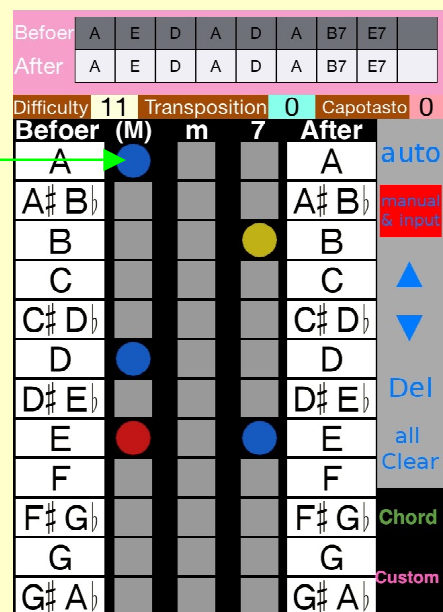 Befoer A E D A D A B7 E7
After A E D A D A B7 E7
Difficulty 11 Transposition 0 Capotasto 0
Befoer (M) m 7 After
A A auto
A♯ B♭ A♯ B♭ manual
& input
B B
C C ▲
C♯ D♭ C♯ D♭ ▼
D D
D♯ E♭ D♯ E♭ Del
E E all
Clear
F F
F♯ G♭ F♯ G♭ Chord
G G
Custom
G♯ A♭ G♯ A♭